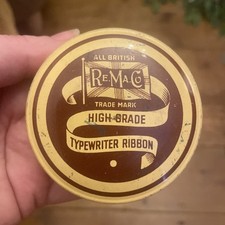 ALL BRITISH
REMACO
TRADE MARK
HIGH GRADE
TYPEWRITER RIBBON